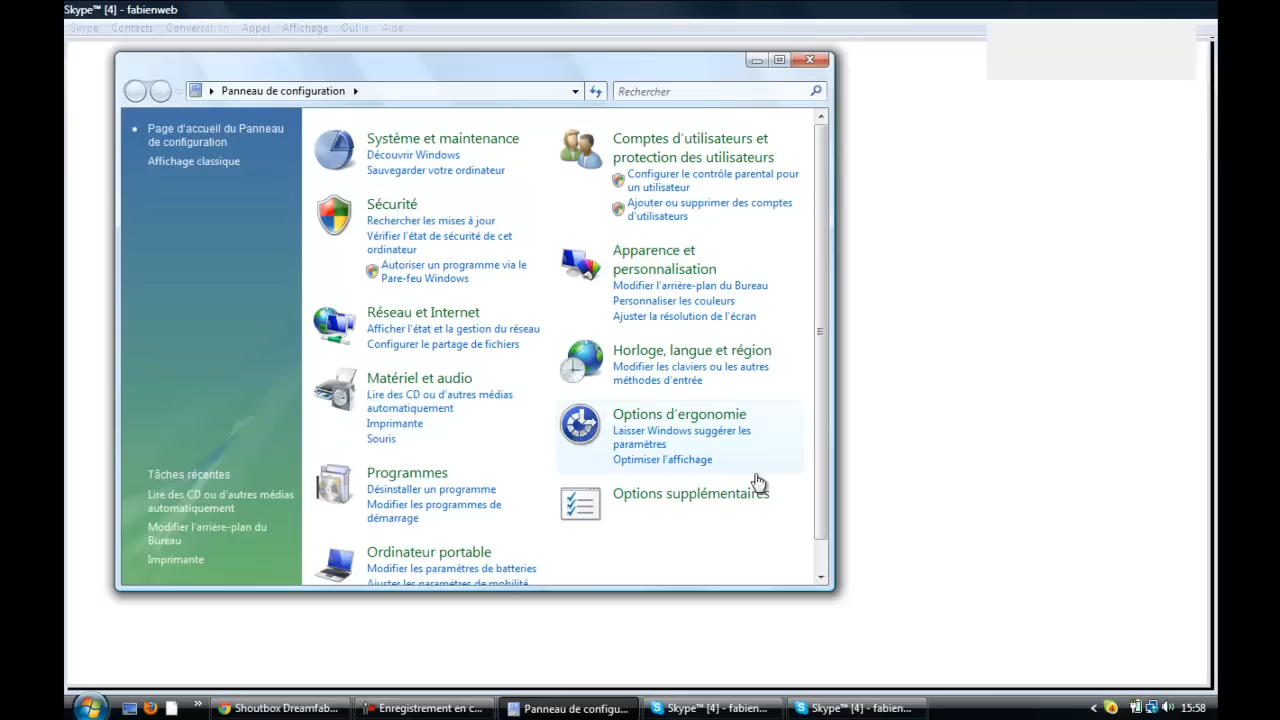 Skype™ [4] - fabienweb
Skype Contacts Conversation Appel Affichage Outils Aide
Panneau de configuration
Rechercher
Page d'accueil du Panneau
de configuration
Affichage classique
Tâches récentes
Lire des CD ou d'autres médias
automatiquement
Modifier l'arrière-plan du
Bureau
Imprimante
Système et maintenance
Découvrir Windows
Sauvegarder votre ordinateur
Sécurité
Rechercher les mises à jour
Vérifier l'état de sécurité de cet
ordinateur
Autoriser un programme via le
Pare-feu Windows
Réseau et Internet
Afficher l'état et la gestion du réseau
Configurer le partage de fichiers
Matériel et audio
Lire des CD ou d'autres médias
automatiquement
Imprimante
Souris
Programmes
Désinstaller un programme
Modifier les programmes de
démarrage
Ordinateur portable
Modifier les paramètres de batteries
Ajuster les paramètres de mobilité
Comptes d'utilisateurs et
protection des utilisateurs
Configurer le contrôle parental pour
un utilisateur
Ajouter ou supprimer des comptes
d'utilisateurs
Apparence et
personnalisation
Modifier l'arrière-plan du Bureau
Personnaliser les couleurs
Ajuster la résolution de l'écran
Horloge, langue et région
Modifier les claviers ou les autres
méthodes d'entrée
Options d'ergonomie
Laisser Windows suggérer les
paramètres
Optimiser l'affichage
Options supplémentaires
Shoutbox Dreamfab...
Enregistrement en c...
Panneau de configu...
Skype™ [4] - fabien...
Skype™ [4] - fabien...
15:58